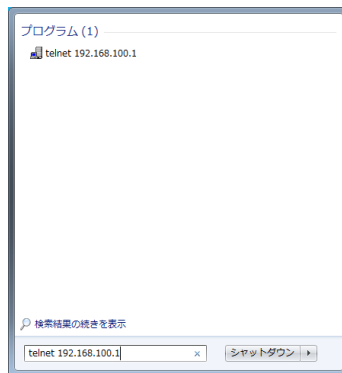 プログラム (1)
telnet 192.168.100.1
検索結果の続きを表示
telnet 192.168.100.1
シャットダウン